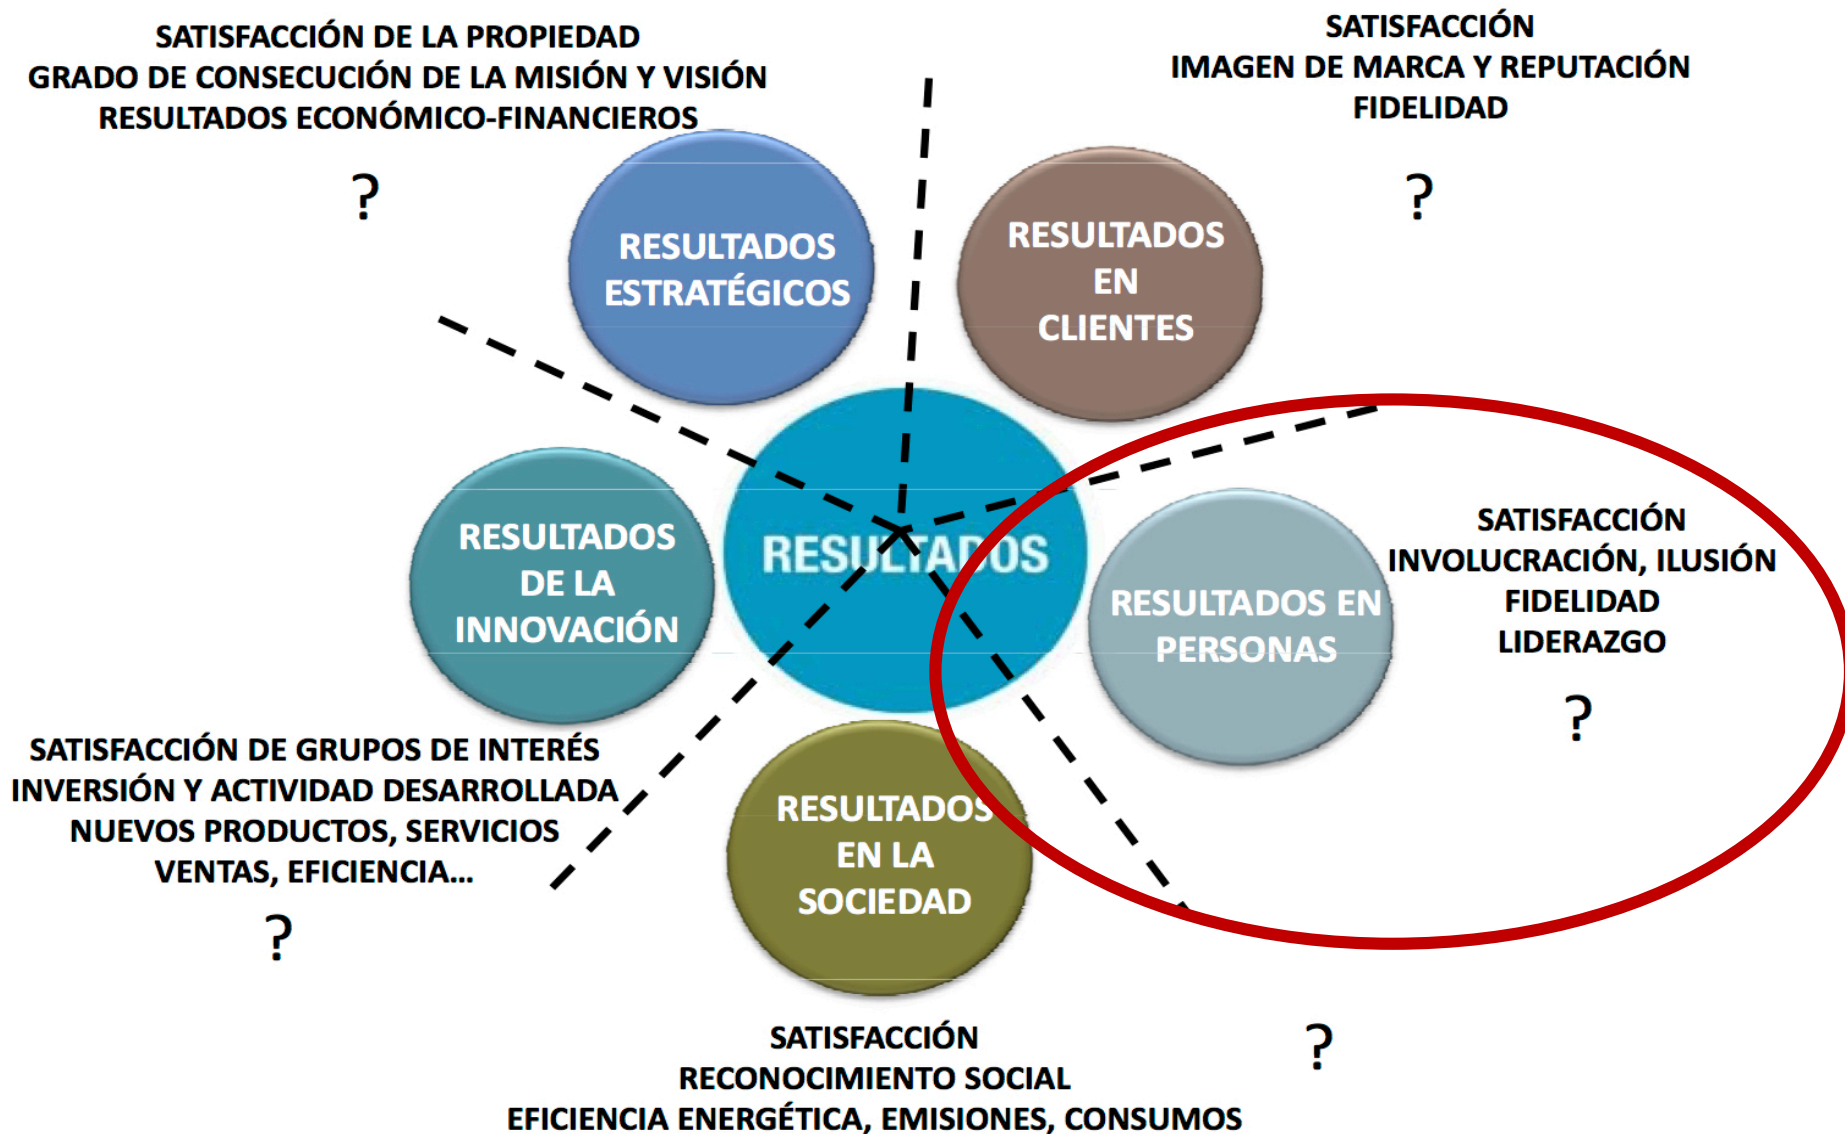 SATISFACCIÓN DE LA PROPIEDAD
GRADO DE CONSECUCIÓN DE LA MISIÓN Y VISIÓN
RESULTADOS ECONÓMICO-FINANCIEROS
?
RESULTADOS
ESTRATÉGICOS
SATISFACCIÓN
IMAGEN DE MARCA Y REPUTACIÓN
FIDELIDAD
?
RESULTADOS
EN
CLIENTES
RESULTADOS
RESULTADOS
DE LA
INNOVACIÓN
SATISFACCIÓN DE GRUPOS DE INTERÉS
INVERSIÓN Y ACTIVIDAD DESARROLLADA
NUEVOS PRODUCTOS, SERVICIOS
VENTAS, EFICIENCIA...
?
RESULTADOS EN
PERSONAS
SATISFACCIÓN
INVOLUCRACIÓN, ILUSIÓN
FIDELIDAD
LIDERAZGO
?
RESULTADOS
EN LA
SOCIEDAD
SATISFACCIÓN
RECONOCIMIENTO SOCIAL
EFICIENCIA ENERGÉTICA, EMISIONES, CONSUMOS
?